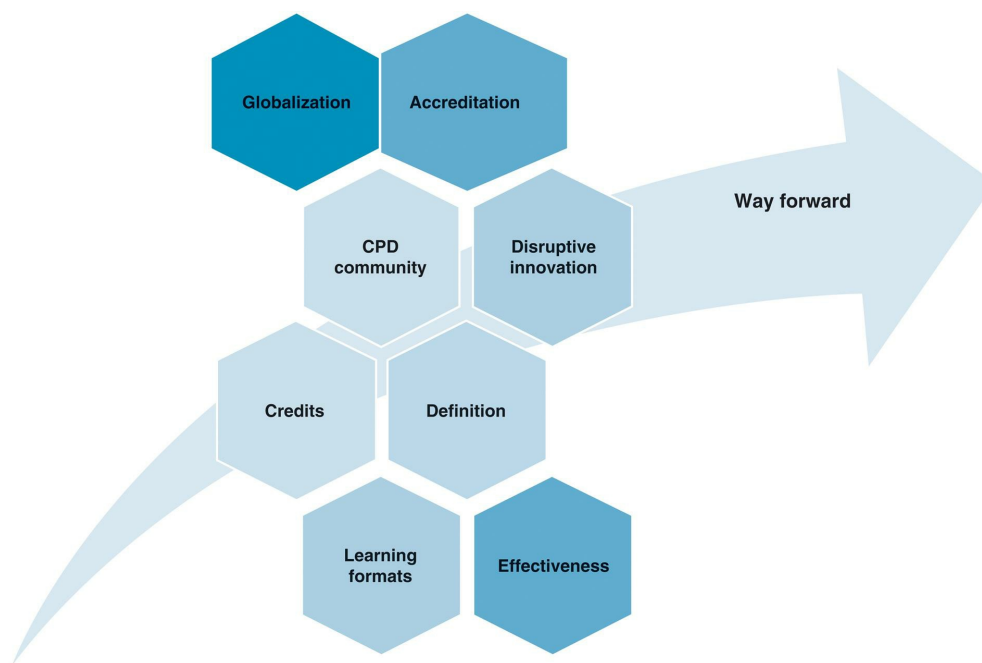 Globalization
Accreditation
Way forward
CPD
community
Disruptive
innovation
Credits
Definition
Learning
formats
Effectiveness